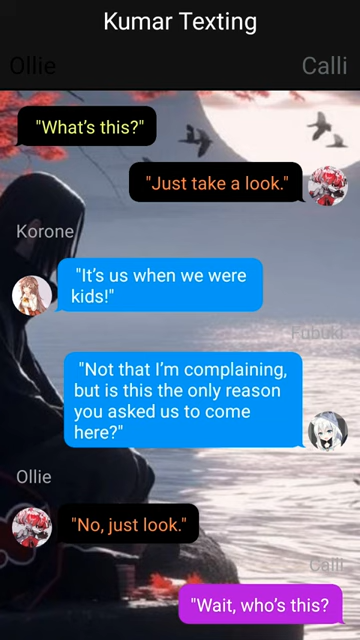 Kumar Texting
Ollie
Calli
"What's this?"
"Just take a look."
Korone
"It's us when we were
kids!"
Fubuki
"Not that I'm complaining,
but is this the only reason
you asked us to come
here?"
Ollie
"No, just look."
Calli
"Wait, who's this?